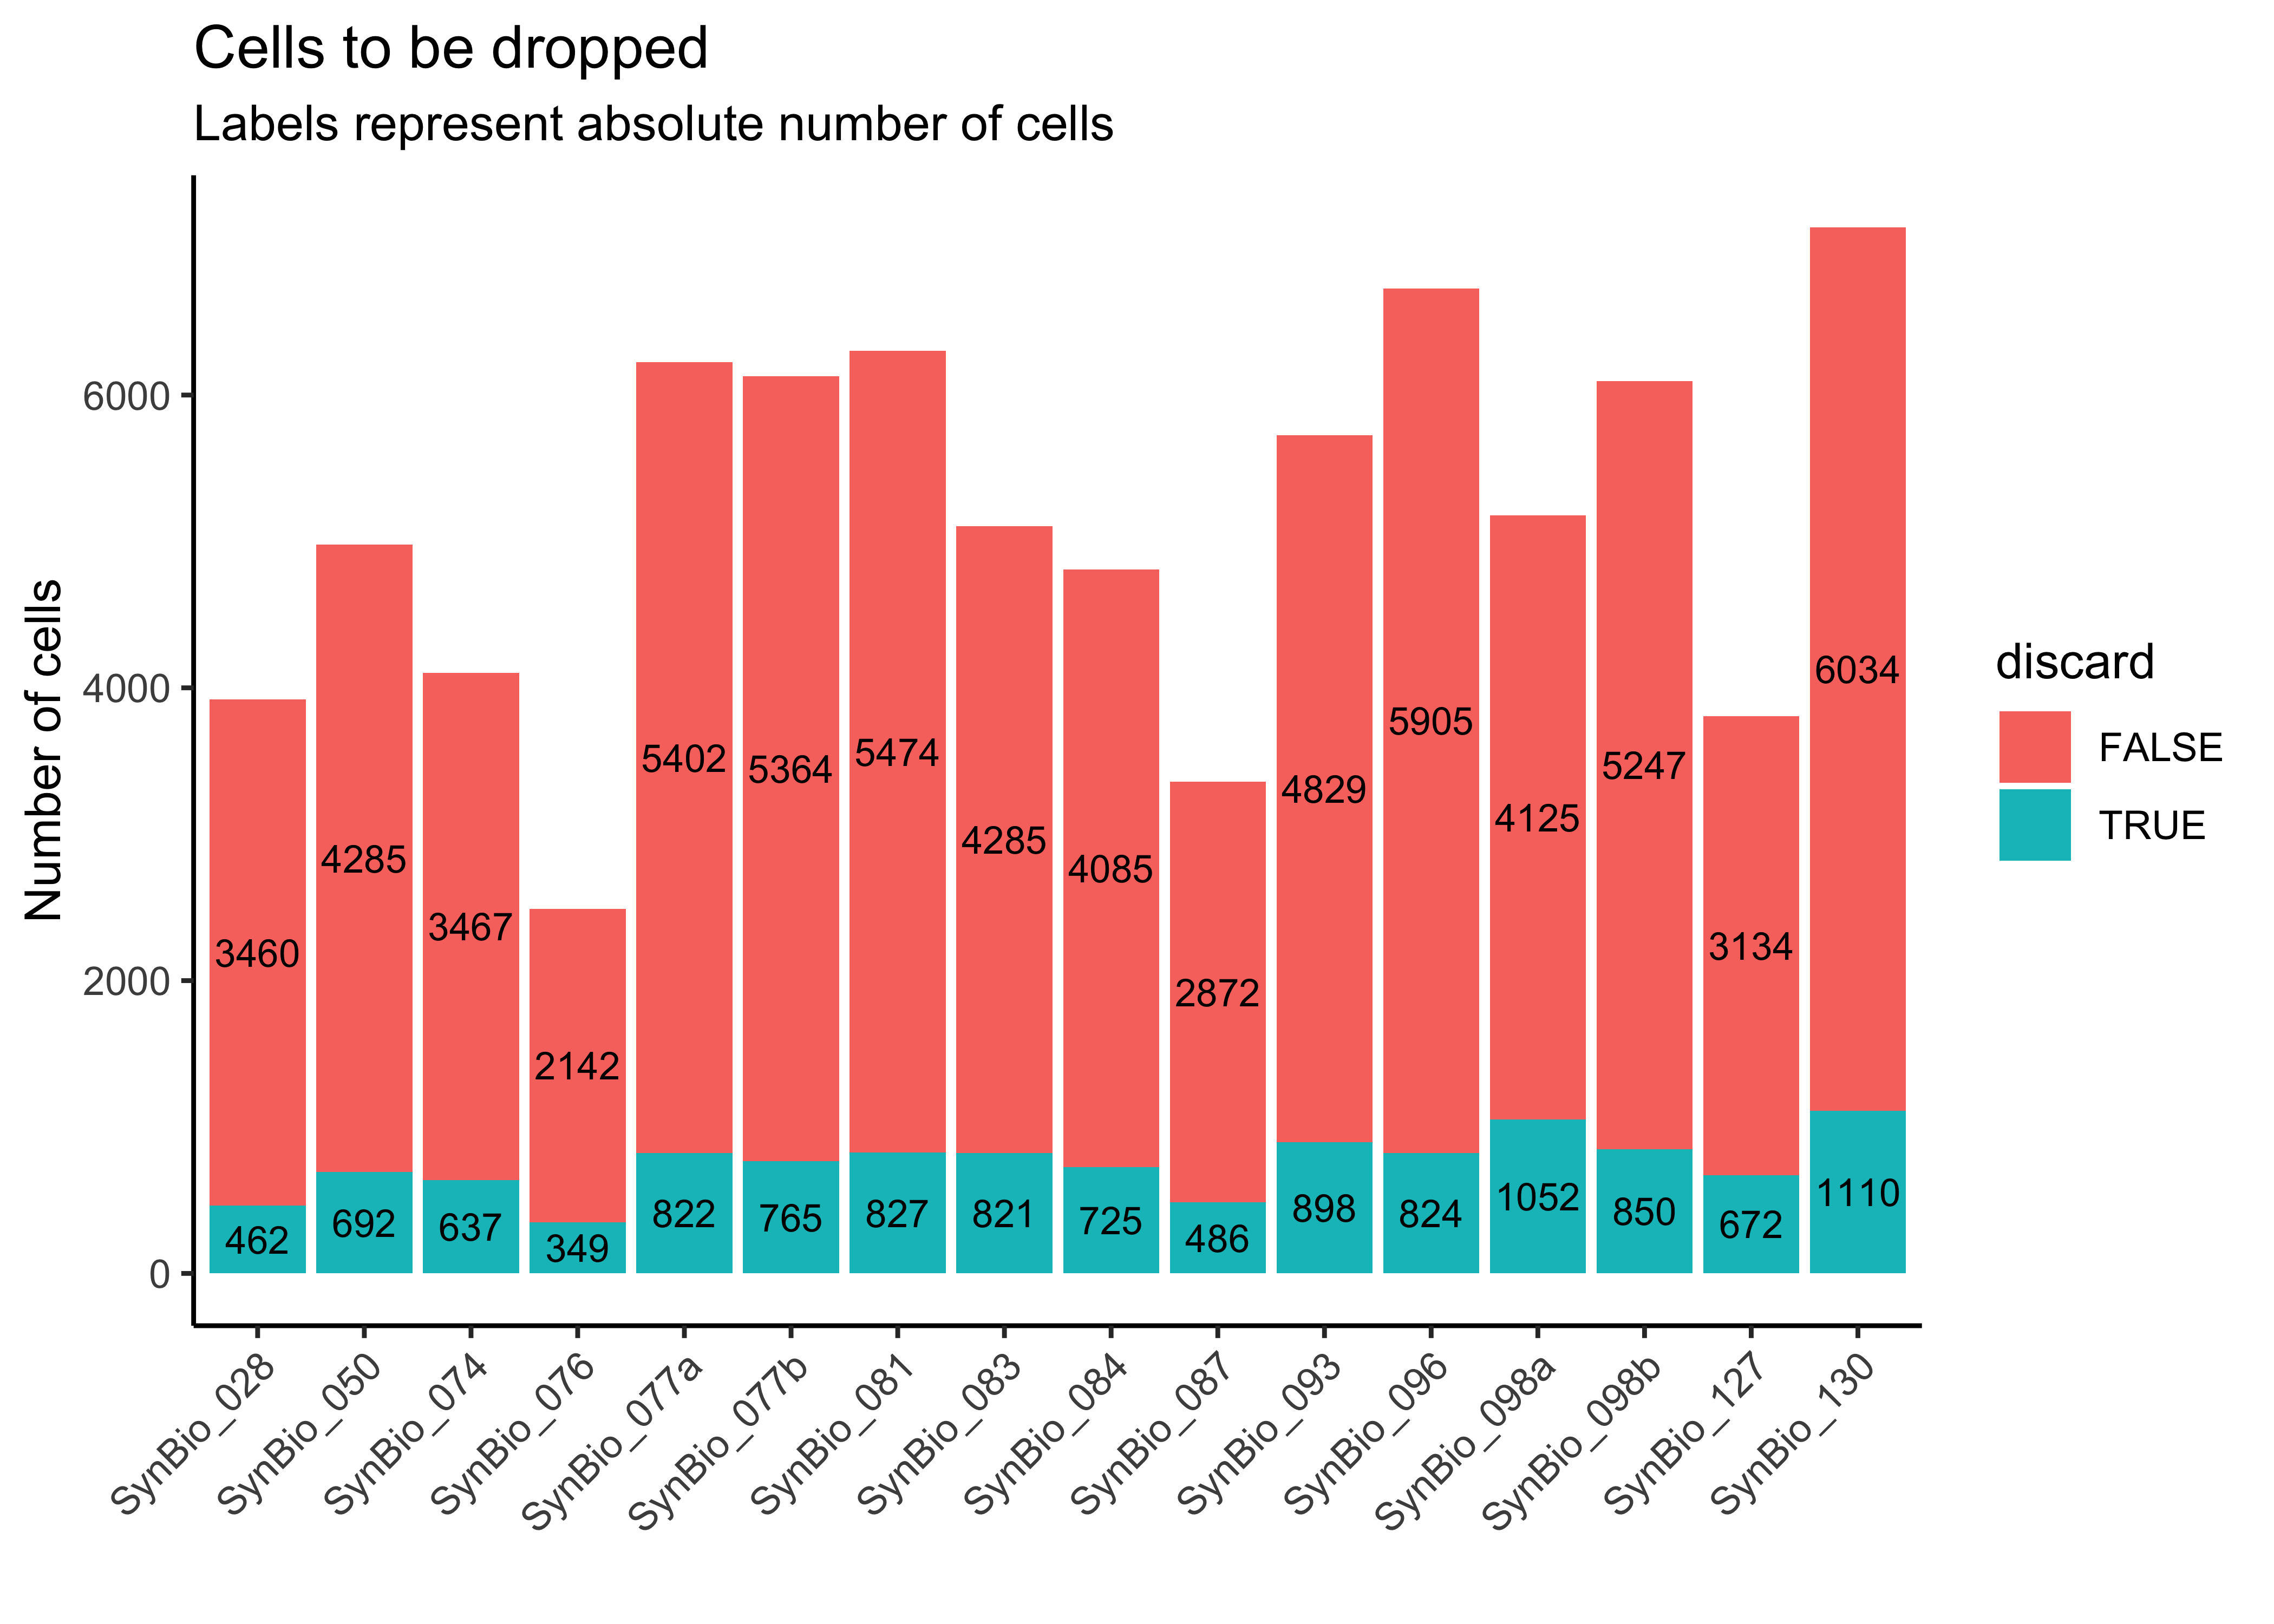 Cells to be dropped
Labels represent absolute number of cells
Number of cells
6000
4000
2000
0
3460
4285
3467
2142
5402
5364
5474
4285
4085
2872
4829
5905
4125
5247
3134
6034
462
692
637
349
822
765
827
821
725
486
898
824
1052
850
672
1110
SynBio_028
SynBio_050
SynBio_074
SynBio_076
SynBio_077a
SynBio_077b
SynBio_081
SynBio_083
SynBio_084
SynBio_087
SynBio_093
SynBio_096
SynBio_098a
SynBio_098b
SynBio_127
SynBio_130
discard
FALSE
TRUE